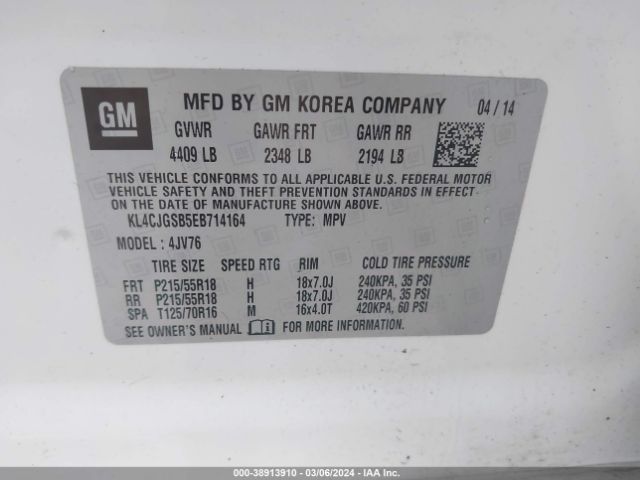 GM
MFD BY GM KOREA COMPANY 04 / 14
GVWR GAWR FRT GAWR RR
4409 LB 2348 LB 2194 LB
THIS VEHICLE CONFORMS TO ALL APPLICABLE U.S. FEDERAL MOTOR
VEHICLE SAFETY AND THEFT PREVENTION STANDARDS IN EFFECT
ON THE DATE OF MANUFACTURE SHOWN ABOVE.
KL4CJGSB5EB714164 TYPE: MPV
MODEL : 4JV76
TIRE SIZE SPEED RTG RIM COLD TIRE PRESSURE
FRT P215/55R18 H 18x7.0J 240KPA, 35 PSI
RR P215/55R18 H 18x7.0J 240KPA, 35 PSI
SPA T125/70R16 M 16x4.0T 420KPA, 60 PSI
SEE OWNER'S MANUAL FOR MORE INFORMATION.
000-38913910 - 03/06/2024 - Copyright IAA, Inc.